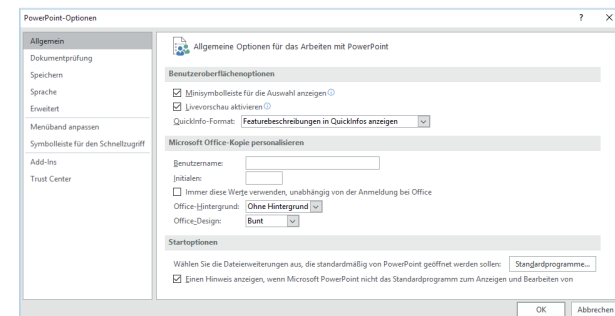 PowerPoint-Optionen
Allgemein
Dokumentprüfung
Speichern
Sprache
Erweitert
Menüband anpassen
Symbolleiste für den Schnellzugriff
Add-Ins
Trust Center
Allgemeine Optionen für das Arbeiten mit PowerPoint
Benutzeroberflächenoptionen
Minisymbolleiste für die Auswahl anzeigen
Livevorschau aktivieren
QuickInfo-Format: Featurebeschreibungen in QuickInfos anzeigen
Microsoft Office-Kopie personalisieren
Benutzername:
Initialen:
Immer diese Werte verwenden, unabhängig von der Anmeldung bei Office
Office-Hintergrund: Ohne Hintergrund
Office-Design: Bunt
Startoptionen
Wählen Sie die Dateierweiterungen aus, die standardmäßig von PowerPoint geöffnet werden sollen: Standardprogramme...
Einen Hinweis anzeigen, wenn Microsoft PowerPoint nicht das Standardprogramm zum Anzeigen und Bearbeiten von
OK Abbrechen